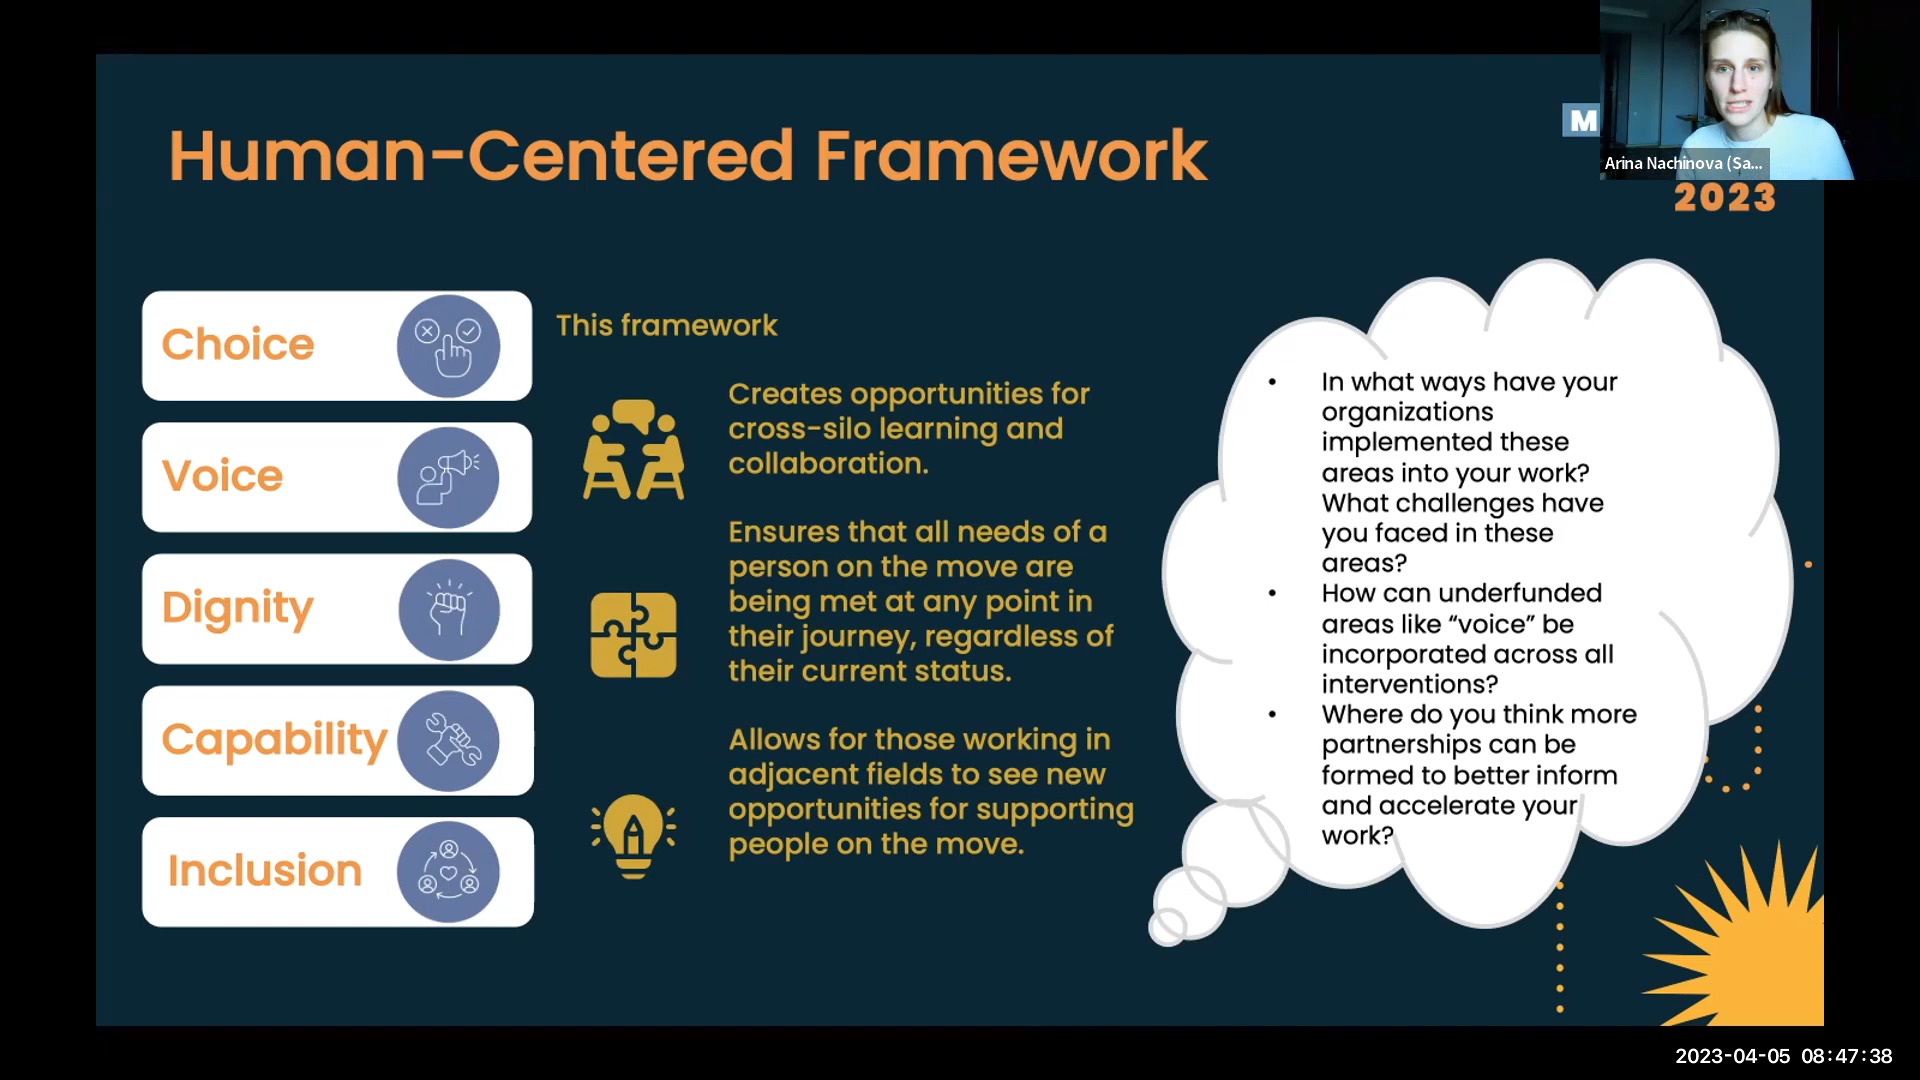 Human-Centered Framework
M
Arina Nachinova (Sa...
2023
Choice
Voice
Dignity
Capability
Inclusion
This framework
Creates opportunities for
cross-silo learning and
collaboration.
Ensures that all needs of a
person on the move are
being met at any point in
their journey, regardless of
their current status.
Allows for those working in
adjacent fields to see new
opportunities for supporting
people on the move.
• In what ways have your
organizations
implemented these
areas into your work?
What challenges have
you faced in these
areas?
• How can underfunded
areas like “voice” be
incorporated across all
interventions?
• Where do you think more
partnerships can be
formed to better inform
and accelerate your
work?
2023-04-05 08:47:38